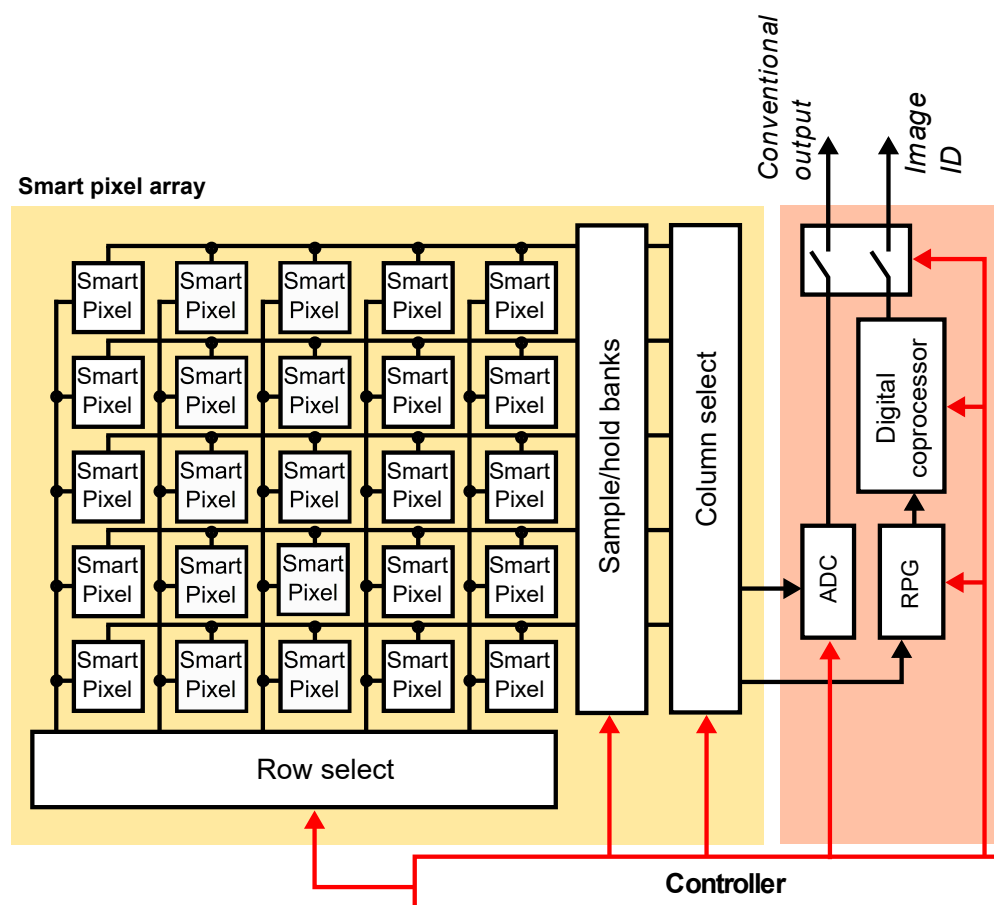 Conventional
output
Image
ID
Smart pixel array
Smart
Pixel
Smart
Pixel
Smart
Pixel
Smart
Pixel
Smart
Pixel
Smart
Pixel
Smart
Pixel
Smart
Pixel
Smart
Pixel
Smart
Pixel
Smart
Pixel
Smart
Pixel
Smart
Pixel
Smart
Pixel
Smart
Pixel
Smart
Pixel
Smart
Pixel
Smart
Pixel
Smart
Pixel
Smart
Pixel
Smart
Pixel
Smart
Pixel
Smart
Pixel
Smart
Pixel
Smart
Pixel
Sample/hold banks
Column select
Digital
coprocessor
ADC
RPG
Row select
Controller